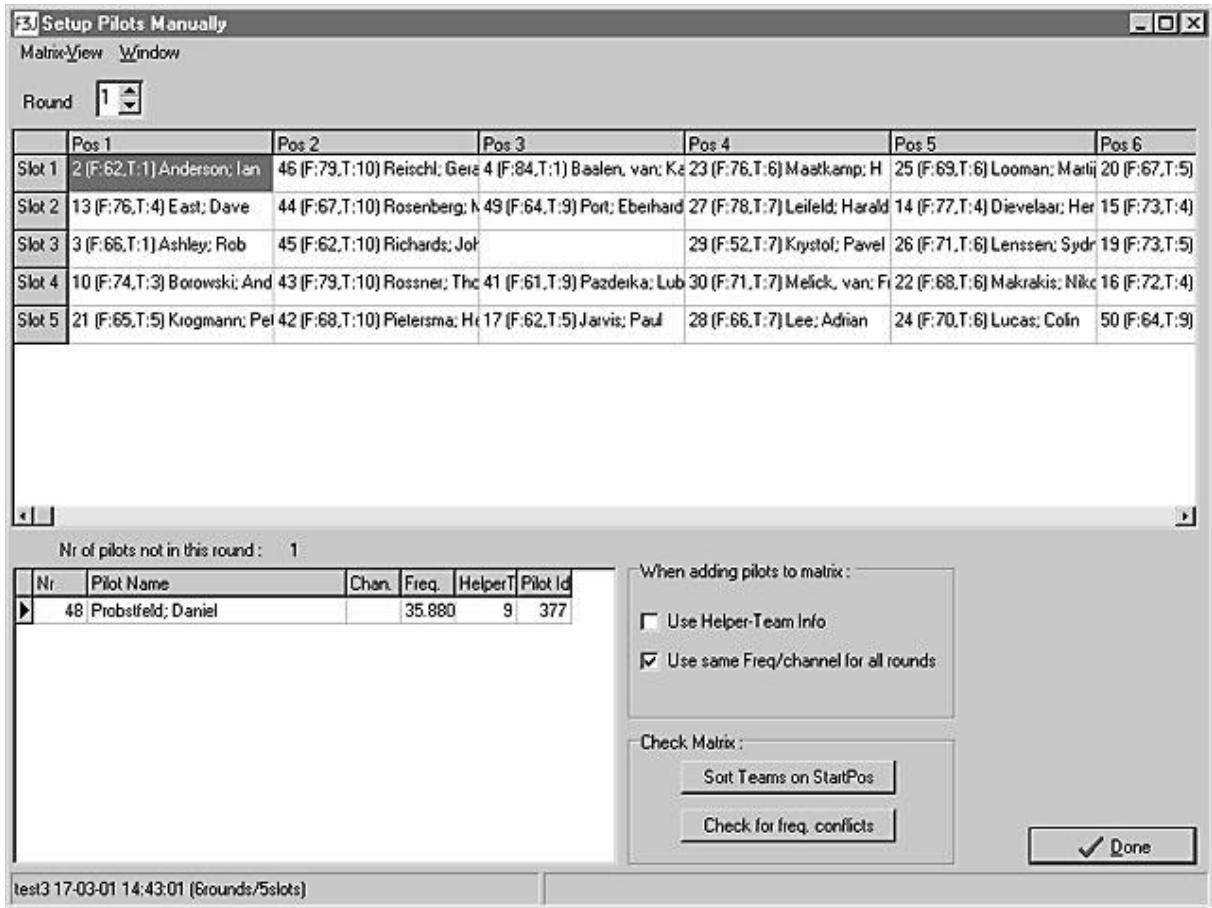 F3J Setup Pilots Manually
Matrix-View Window
Round 1
Pos 1 Pos 2 Pos 3 Pos 4 Pos 5 Pos 6
Slot 1 2 (F:62,T:1) Anderson; Ian 46 (F:79,T:10) Reischl; Gera 4 (F:84,T:1) Baalen, van; Ka 23 (F:76,T:6) Maatkamp; H 25 (F:69,T:6) Looman; Martij 20 (F:67,T:5)
Slot 2 13 (F:76,T:4) East; Dave 44 (F:67,T:10) Rosenberg; M 49 (F:64,T:9) Port; Eberhard 27 (F:78,T:7) Leifeld; Harald 14 (F:77,T:4) Dievelaar; Her 15 (F:73,T:4)
Slot 3 3 (F:66,T:1) Ashley; Rob 45 (F:62,T:10) Richards; Joh 29 (F:52,T:7) Krystof; Pavel 26 (F:71,T:6) Lenssen; Sydn 19 (F:73,T:5)
Slot 4 10 (F:74,T:3) Borowski; And 43 (F:79,T:10) Rossner; Tho 41 (F:61,T:9) Pazderka; Lub 30 (F:71,T:7) Melick, van; Fr 22 (F:68,T:6) Makrakis; Niko 16 (F:72,T:4)
Slot 5 21 (F:65,T:5) Krogmann; Pet 42 (F:68,T:10) Pietersma; He 17 (F:62,T:5) Jarvis; Paul 28 (F:66,T:7) Lee; Adrian 24 (F:70,T:6) Lucas; Colin 50 (F:64,T:9)
Nr of pilots not in this round : 1
Nr Pilot Name Chan. Freq. HelperT Pilot Id
48 Probstfeld; Daniel 35.880 9 377
When adding pilots to matrix :
Use Helper-Team Info
Use same Freq/channel for all rounds
Check Matrix :
Sort Teams on StartPos
Check for freq. conflicts
Done
test3 17-03-01 14:43:01 (6rounds/5slots)